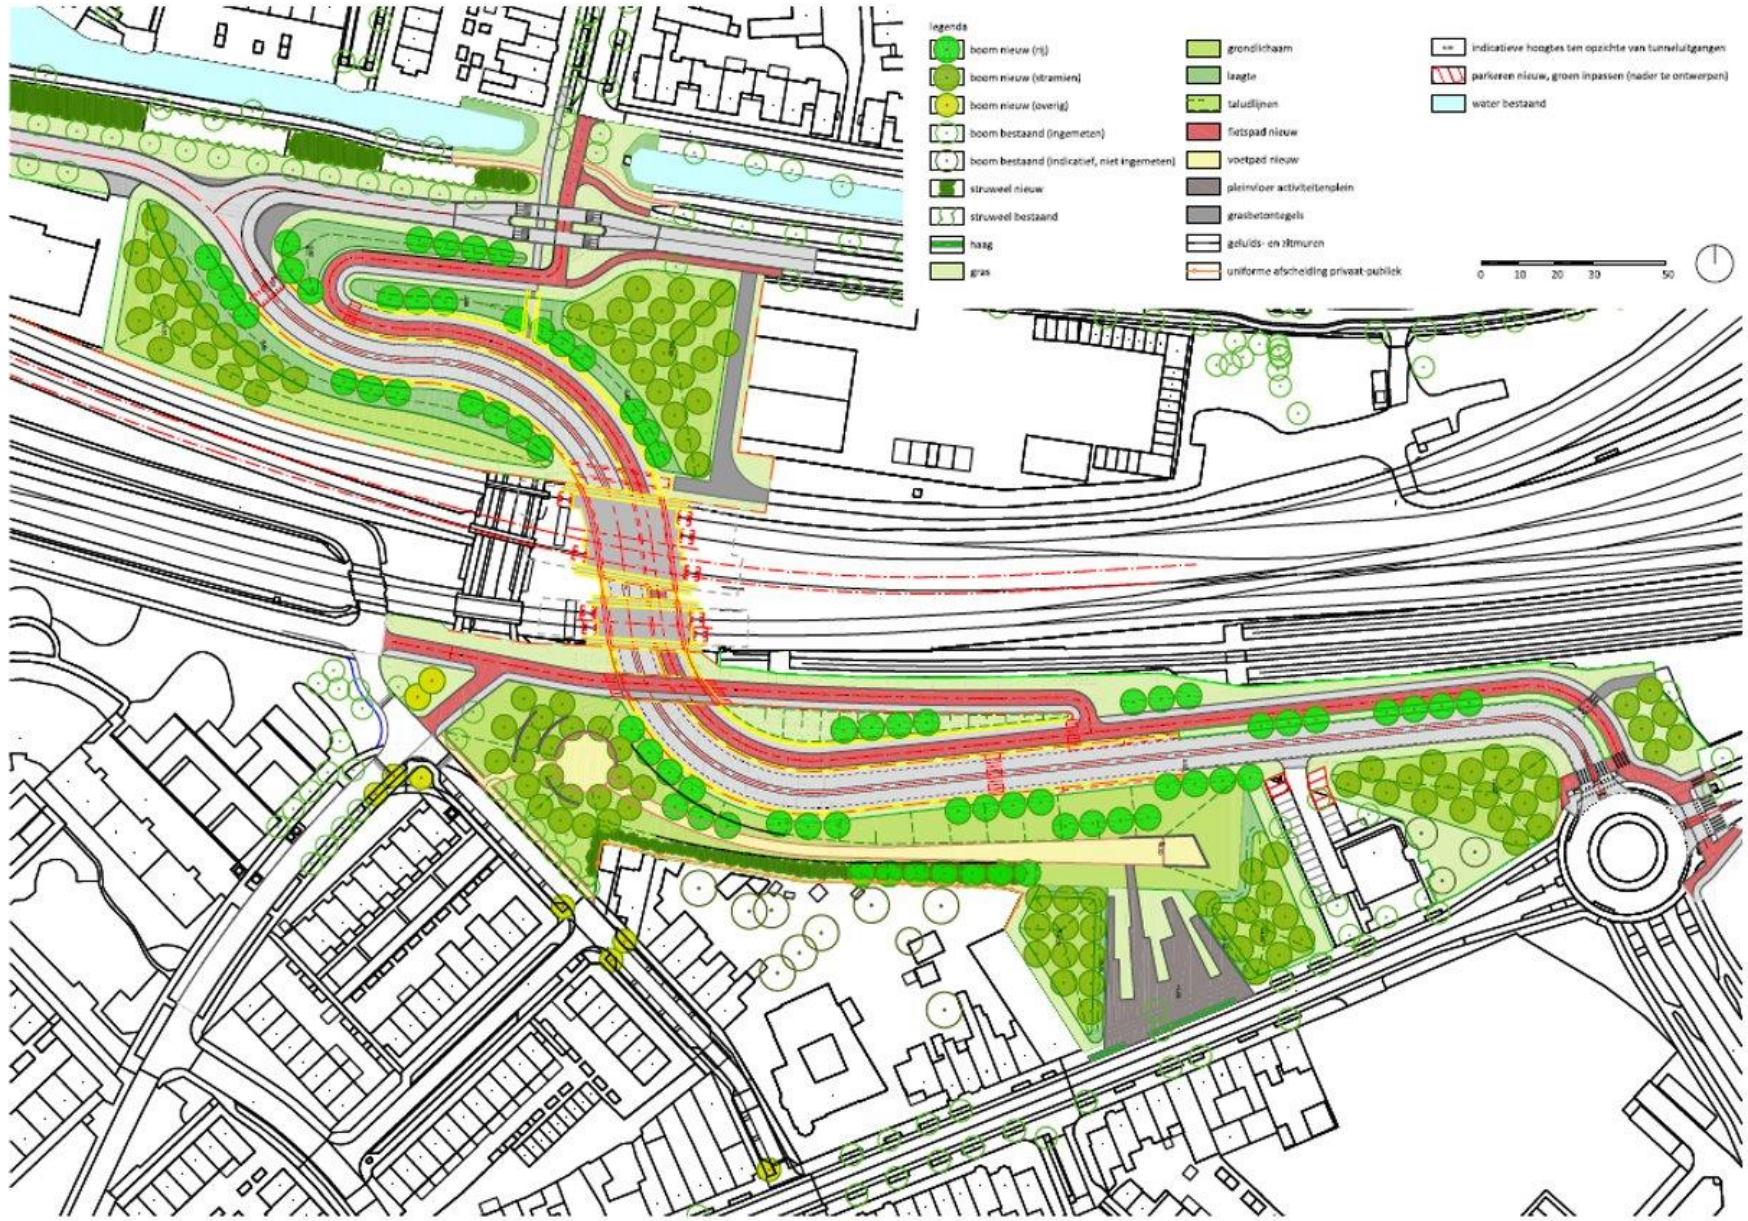 legenda
boom nieuw (rij)
boom nieuw (stramien)
boom nieuw (overig)
boom bestaand (ingemeten)
boom bestaand (indicatief, niet ingemeten)
struweel nieuw
struweel bestaand
haag
gras
grondlichaam
laagte
taludlijnen
fietspad nieuw
voetpad nieuw
pleinvloer activiteitenplein
grasbetontegels
geluids- en zitmuren
uniforme afscheiding privaat-publiek
indicatieve hoogtes ten opzichte van tunneluitgangen
parkeren nieuw, groen inpassen (nader te ontwerpen)
water bestaand
0 10 20 30 50